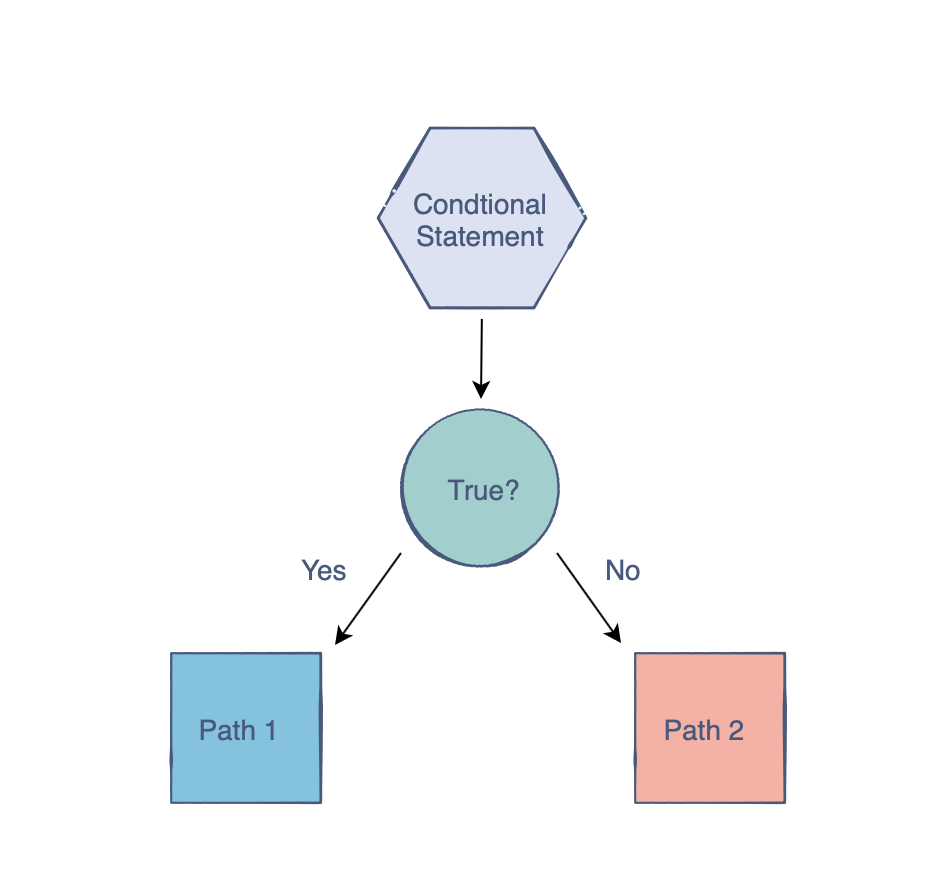 Condtional
Statement
True?
Yes
No
Path 1
Path 2